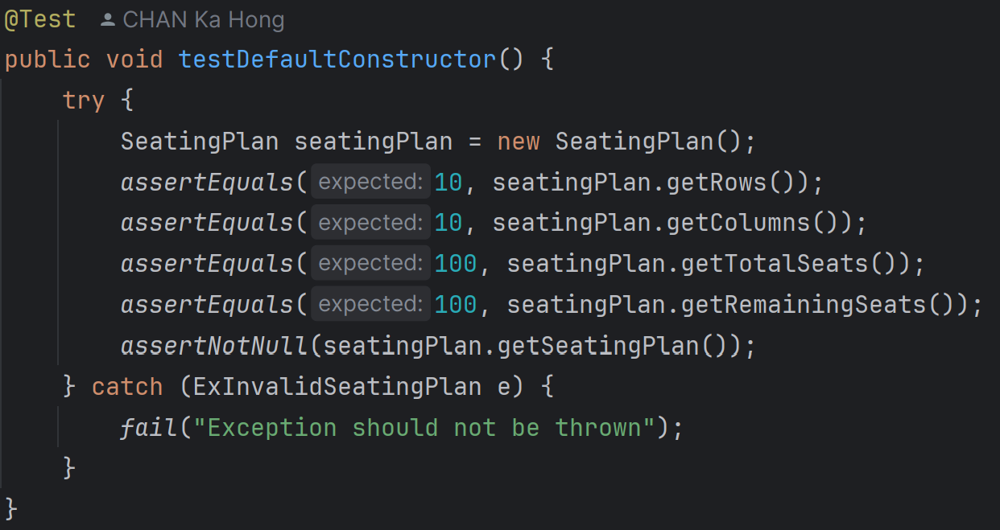 @Test CHAN Ka Hong
public void testDefaultConstructor() {
try {
SeatingPlan seatingPlan = new SeatingPlan();
assertEquals( expected: 10, seatingPlan.getRows());
assertEquals( expected: 10, seatingPlan.getColumns());
assertEquals( expected: 100, seatingPlan.getTotalSeats());
assertEquals( expected: 100, seatingPlan.getRemainingSeats());
assertNotNull(seatingPlan.getSeatingPlan());
} catch (ExInvalidSeatingPlan e) {
fail("Exception should not be thrown");
}
}